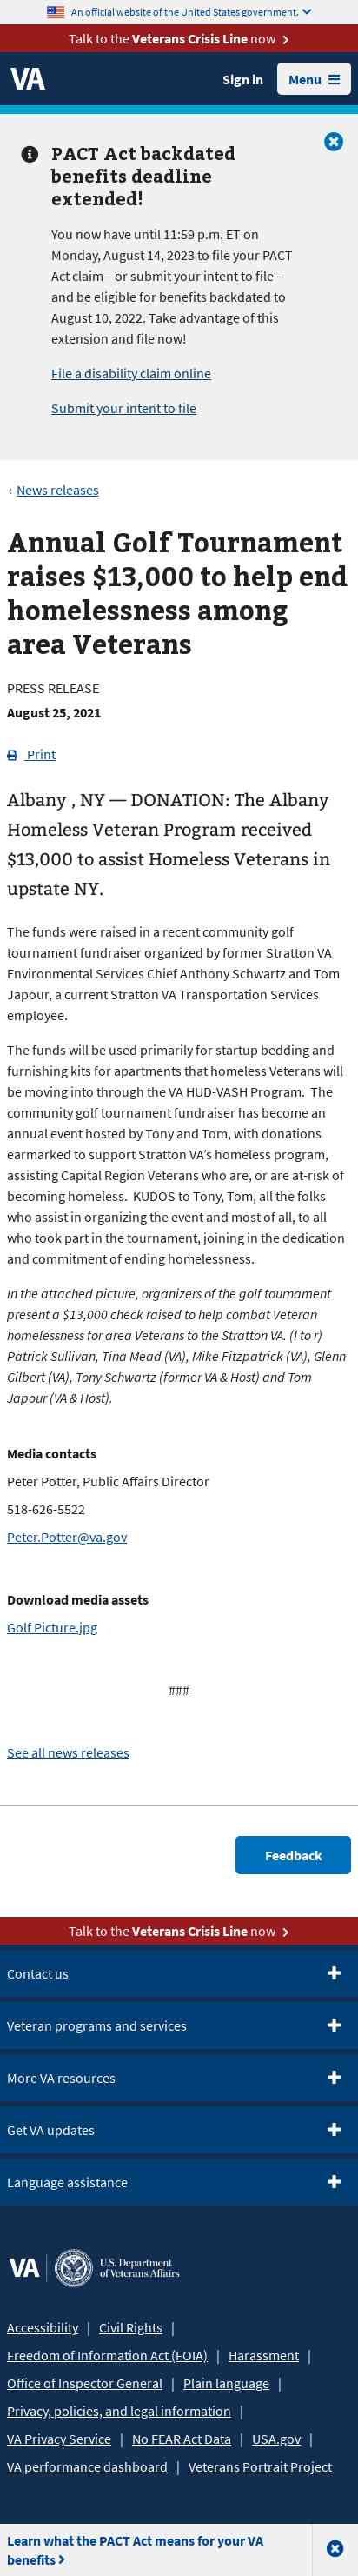 An official website of the United States government.
Talk to the Veterans Crisis Line now
VA
Sign in
Menu
PACT Act backdated
benefits deadline
extended!
You now have until 11:59 p.m. ET on
Monday, August 14, 2023 to file your PACT
Act claim—or submit your intent to file—
and be eligible for benefits backdated to
August 10, 2022. Take advantage of this
extension and file now!
File a disability claim online
Submit your intent to file
‹ News releases
Annual Golf Tournament
raises $13,000 to help end
homelessness among
area Veterans
PRESS RELEASE
August 25, 2021
Print
Albany , NY — DONATION: The Albany
Homeless Veteran Program received
$13,000 to assist Homeless Veterans in
upstate NY.
The funds were raised in a recent community golf
tournament fundraiser organized by former Stratton VA
Environmental Services Chief Anthony Schwartz and Tom
Japour, a current Stratton VA Transportation Services
employee.
The funds will be used primarily for startup bedding and
furnishing kits for apartments that homeless Veterans will
be moving into through the VA HUD-VASH Program.  The
community golf tournament fundraiser has become an
annual event hosted by Tony and Tom, with donations
earmarked to support Stratton VA's homeless program,
assisting Capital Region Veterans who are, or are at-risk of
becoming homeless.  KUDOS to Tony, Tom, all the folks
who assist in organizing the event and most of all, to all
who took part in the tournament, joining in the dedication
and commitment of ending homelessness.
In the attached picture, organizers of the golf tournament
present a $13,000 check raised to help combat Veteran
homelessness for area Veterans to the Stratton VA. (l to r)
Patrick Sullivan, Tina Mead (VA), Mike Fitzpatrick (VA), Glenn
Gilbert (VA), Tony Schwartz (former VA & Host) and Tom
Japour (VA & Host).
Media contacts
Peter Potter, Public Affairs Director
518-626-5522
Peter.Potter@va.gov
Download media assets
Golf Picture.jpg
###
See all news releases
Feedback
Talk to the Veterans Crisis Line now
Contact us
Veteran programs and services
More VA resources
Get VA updates
Language assistance
VA
U.S. Department
of Veterans Affairs
Accessibility | Civil Rights |
Freedom of Information Act (FOIA) | Harassment |
Office of Inspector General | Plain language |
Privacy, policies, and legal information |
VA Privacy Service | No FEAR Act Data | USA.gov |
VA performance dashboard | Veterans Portrait Project
Learn what the PACT Act means for your VA
benefits